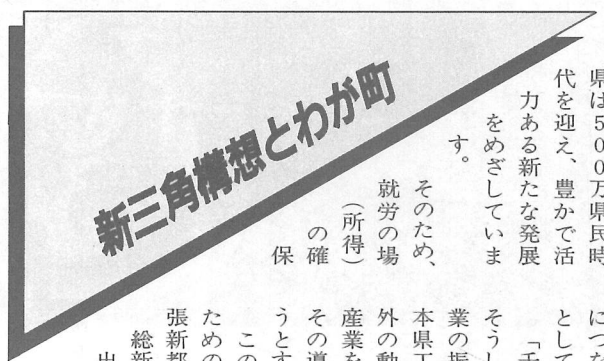 新三角構想とわが町
県は500万県民時
代を迎え、豊かで活
力ある新たな発展
をめざしていま
す。
そのため、
就労の場
（所得）
の確
保
につな
として
「千
そうし
業の振
本県工
外の動
産業を
その導
うとす
この
ための
張新都
総新
出